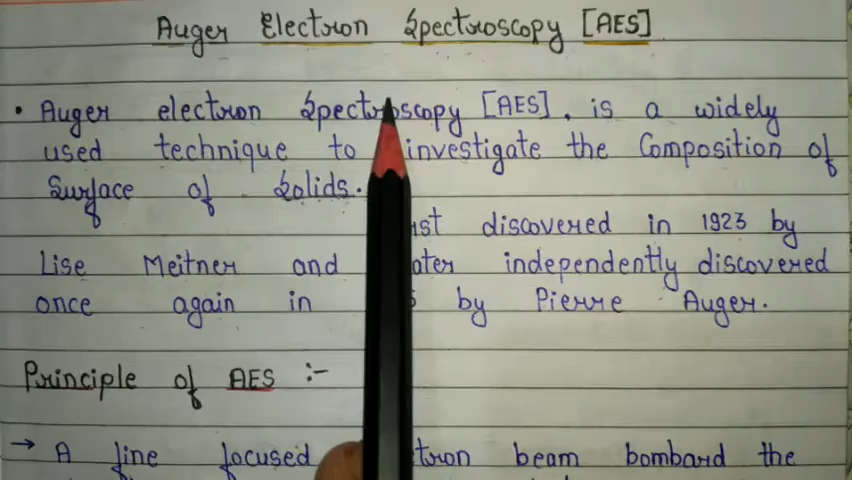 Auger Electron Spectroscopy [AES]
• Auger electron Spectroscopy [AES], is a widely
used technique to investigate the Composition of
Surface of Solids.
discovered in 1923 by
Lise Meitner and independently discovered
once again in by Pierre Auger.
Principle of AES :-
→ A fine focused beam bombard the